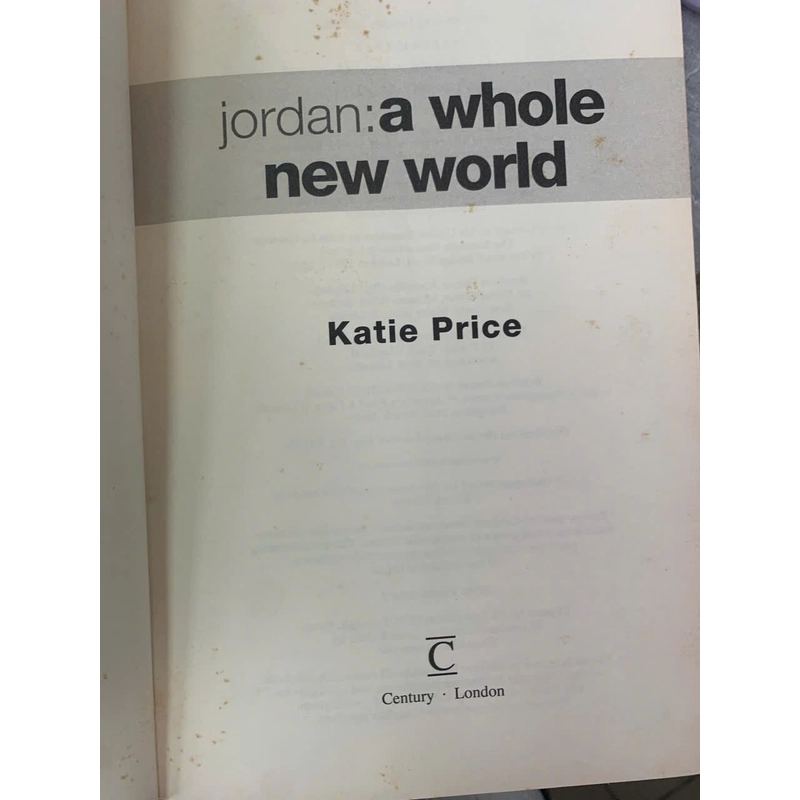 jordan:a whole
new world
Katie Price
C
Century · London